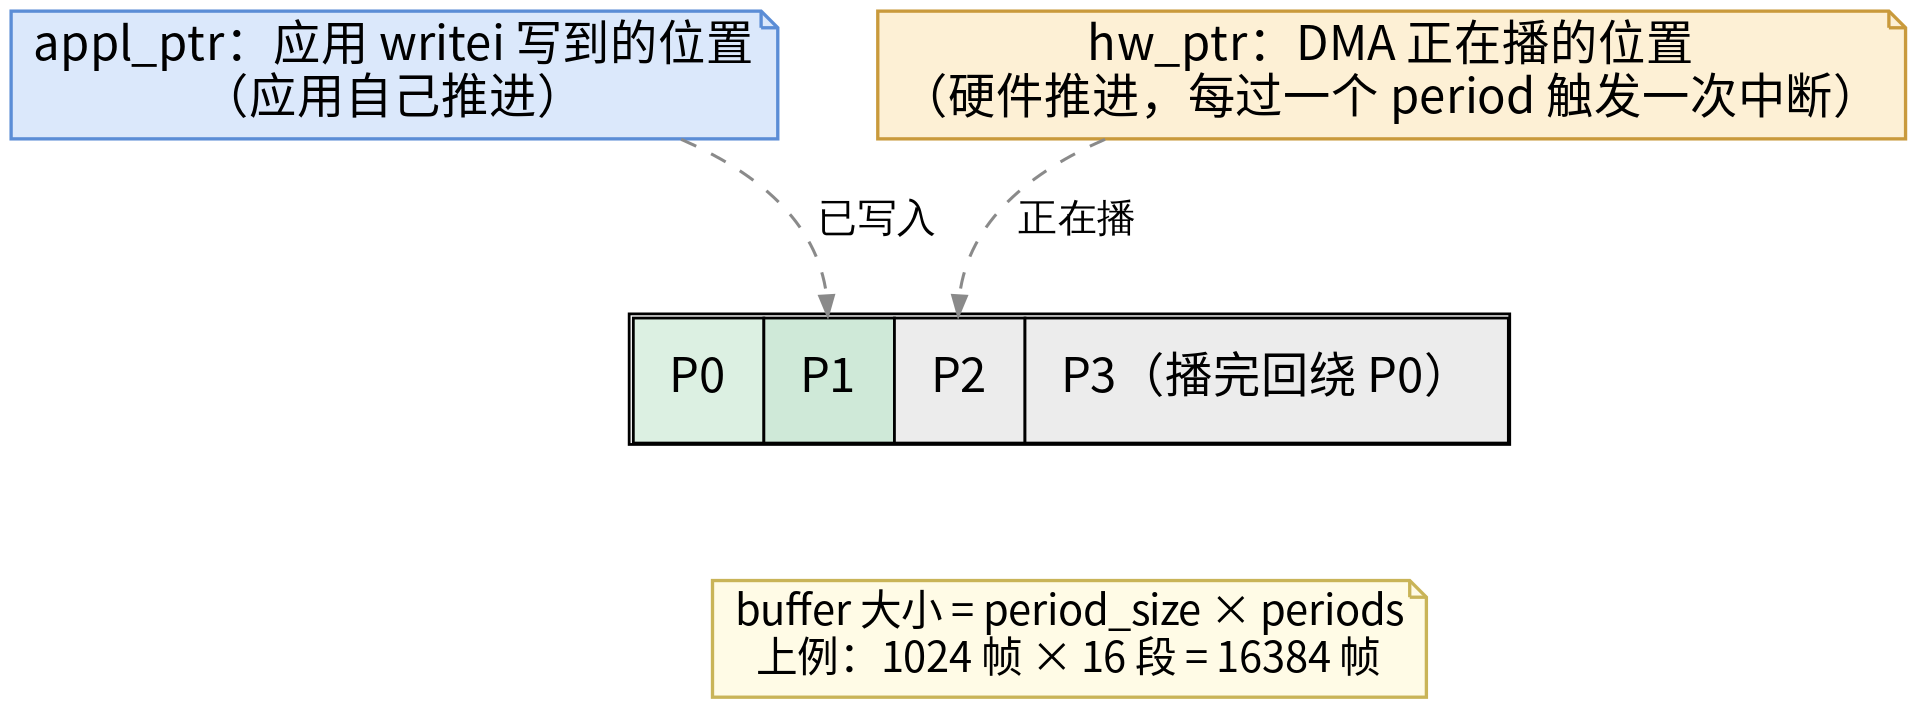 appl_ptr：应用 writei 写到的位置
（应用自己推进）
hw_ptr：DMA 正在播的位置
（硬件推进，每过一个 period 触发一次中断）
已写入
正在播
P0
P1
P2
P3（播完回绕 P0）
buffer 大小 = period_size × periods
上例：1024 帧 × 16 段 = 16384 帧